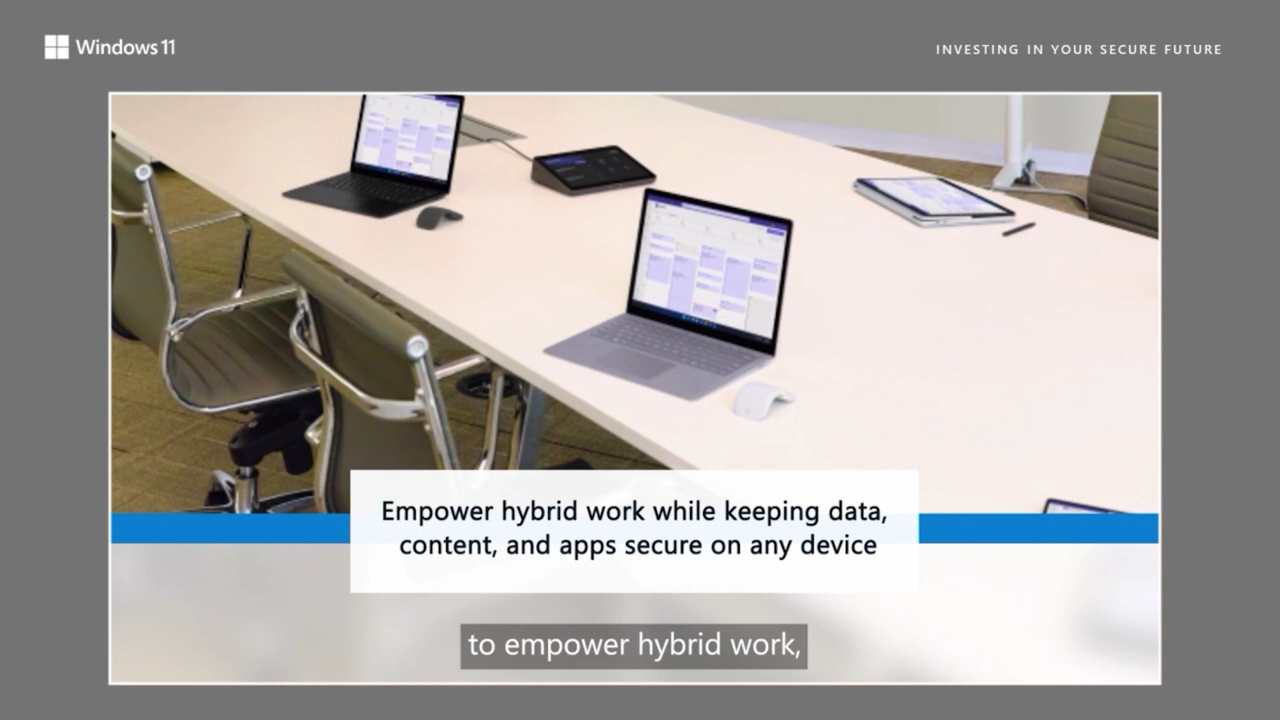 Windows 11
INVESTING IN YOUR SECURE FUTURE
Empower hybrid work while keeping data,
content, and apps secure on any device
to empower hybrid work,